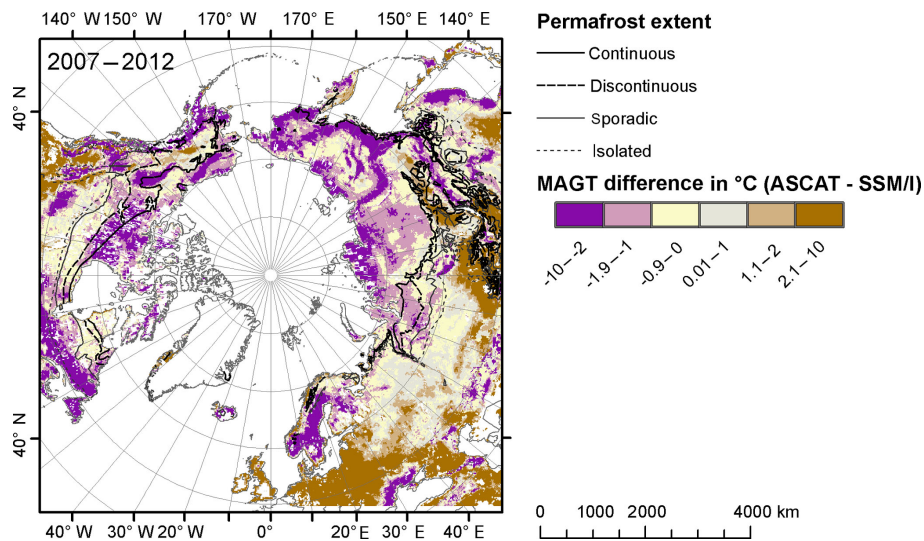 140° W 150° W 170° W 170° E 150° E 140° E
2007–2012
40° N
40° N
40° W 30° W 20° W 0° 20° E 30° E 40° E
Permafrost extent
Continuous
Discontinuous
Sporadic
Isolated
MAGT difference in °C (ASCAT - SSM/I)
-10 – -2
-1.9 – -1
-0.9 – 0
0.01 – 1
1.1 – 2
2.1 – 10
0 1000 2000 4000 km